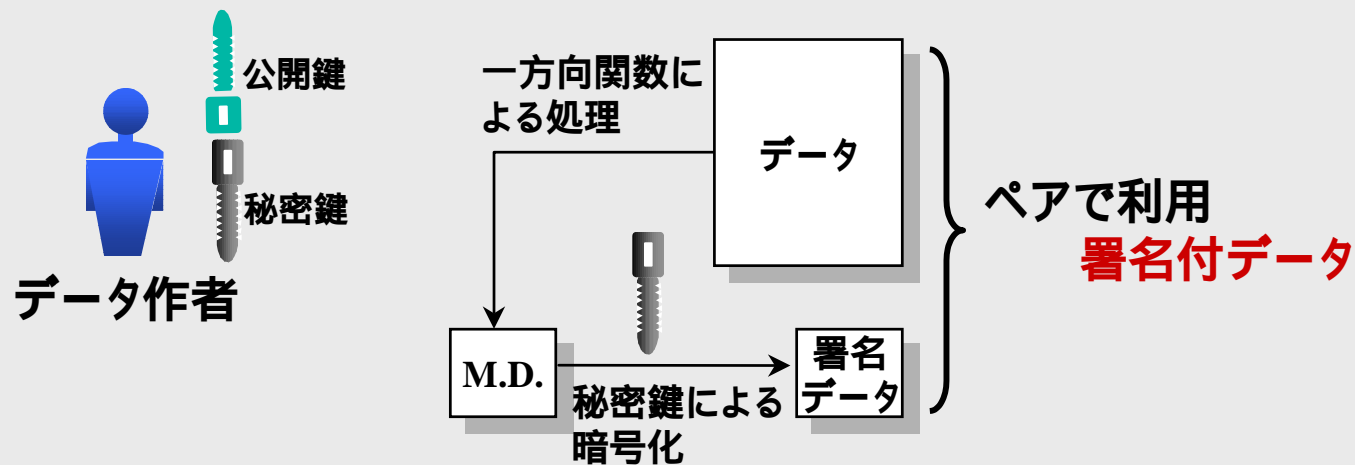 公開鍵
秘密鍵
データ作者
一方向関数に
よる処理
データ
M.D.
秘密鍵による
暗号化
署名
データ
ペアで利用
署名付データ